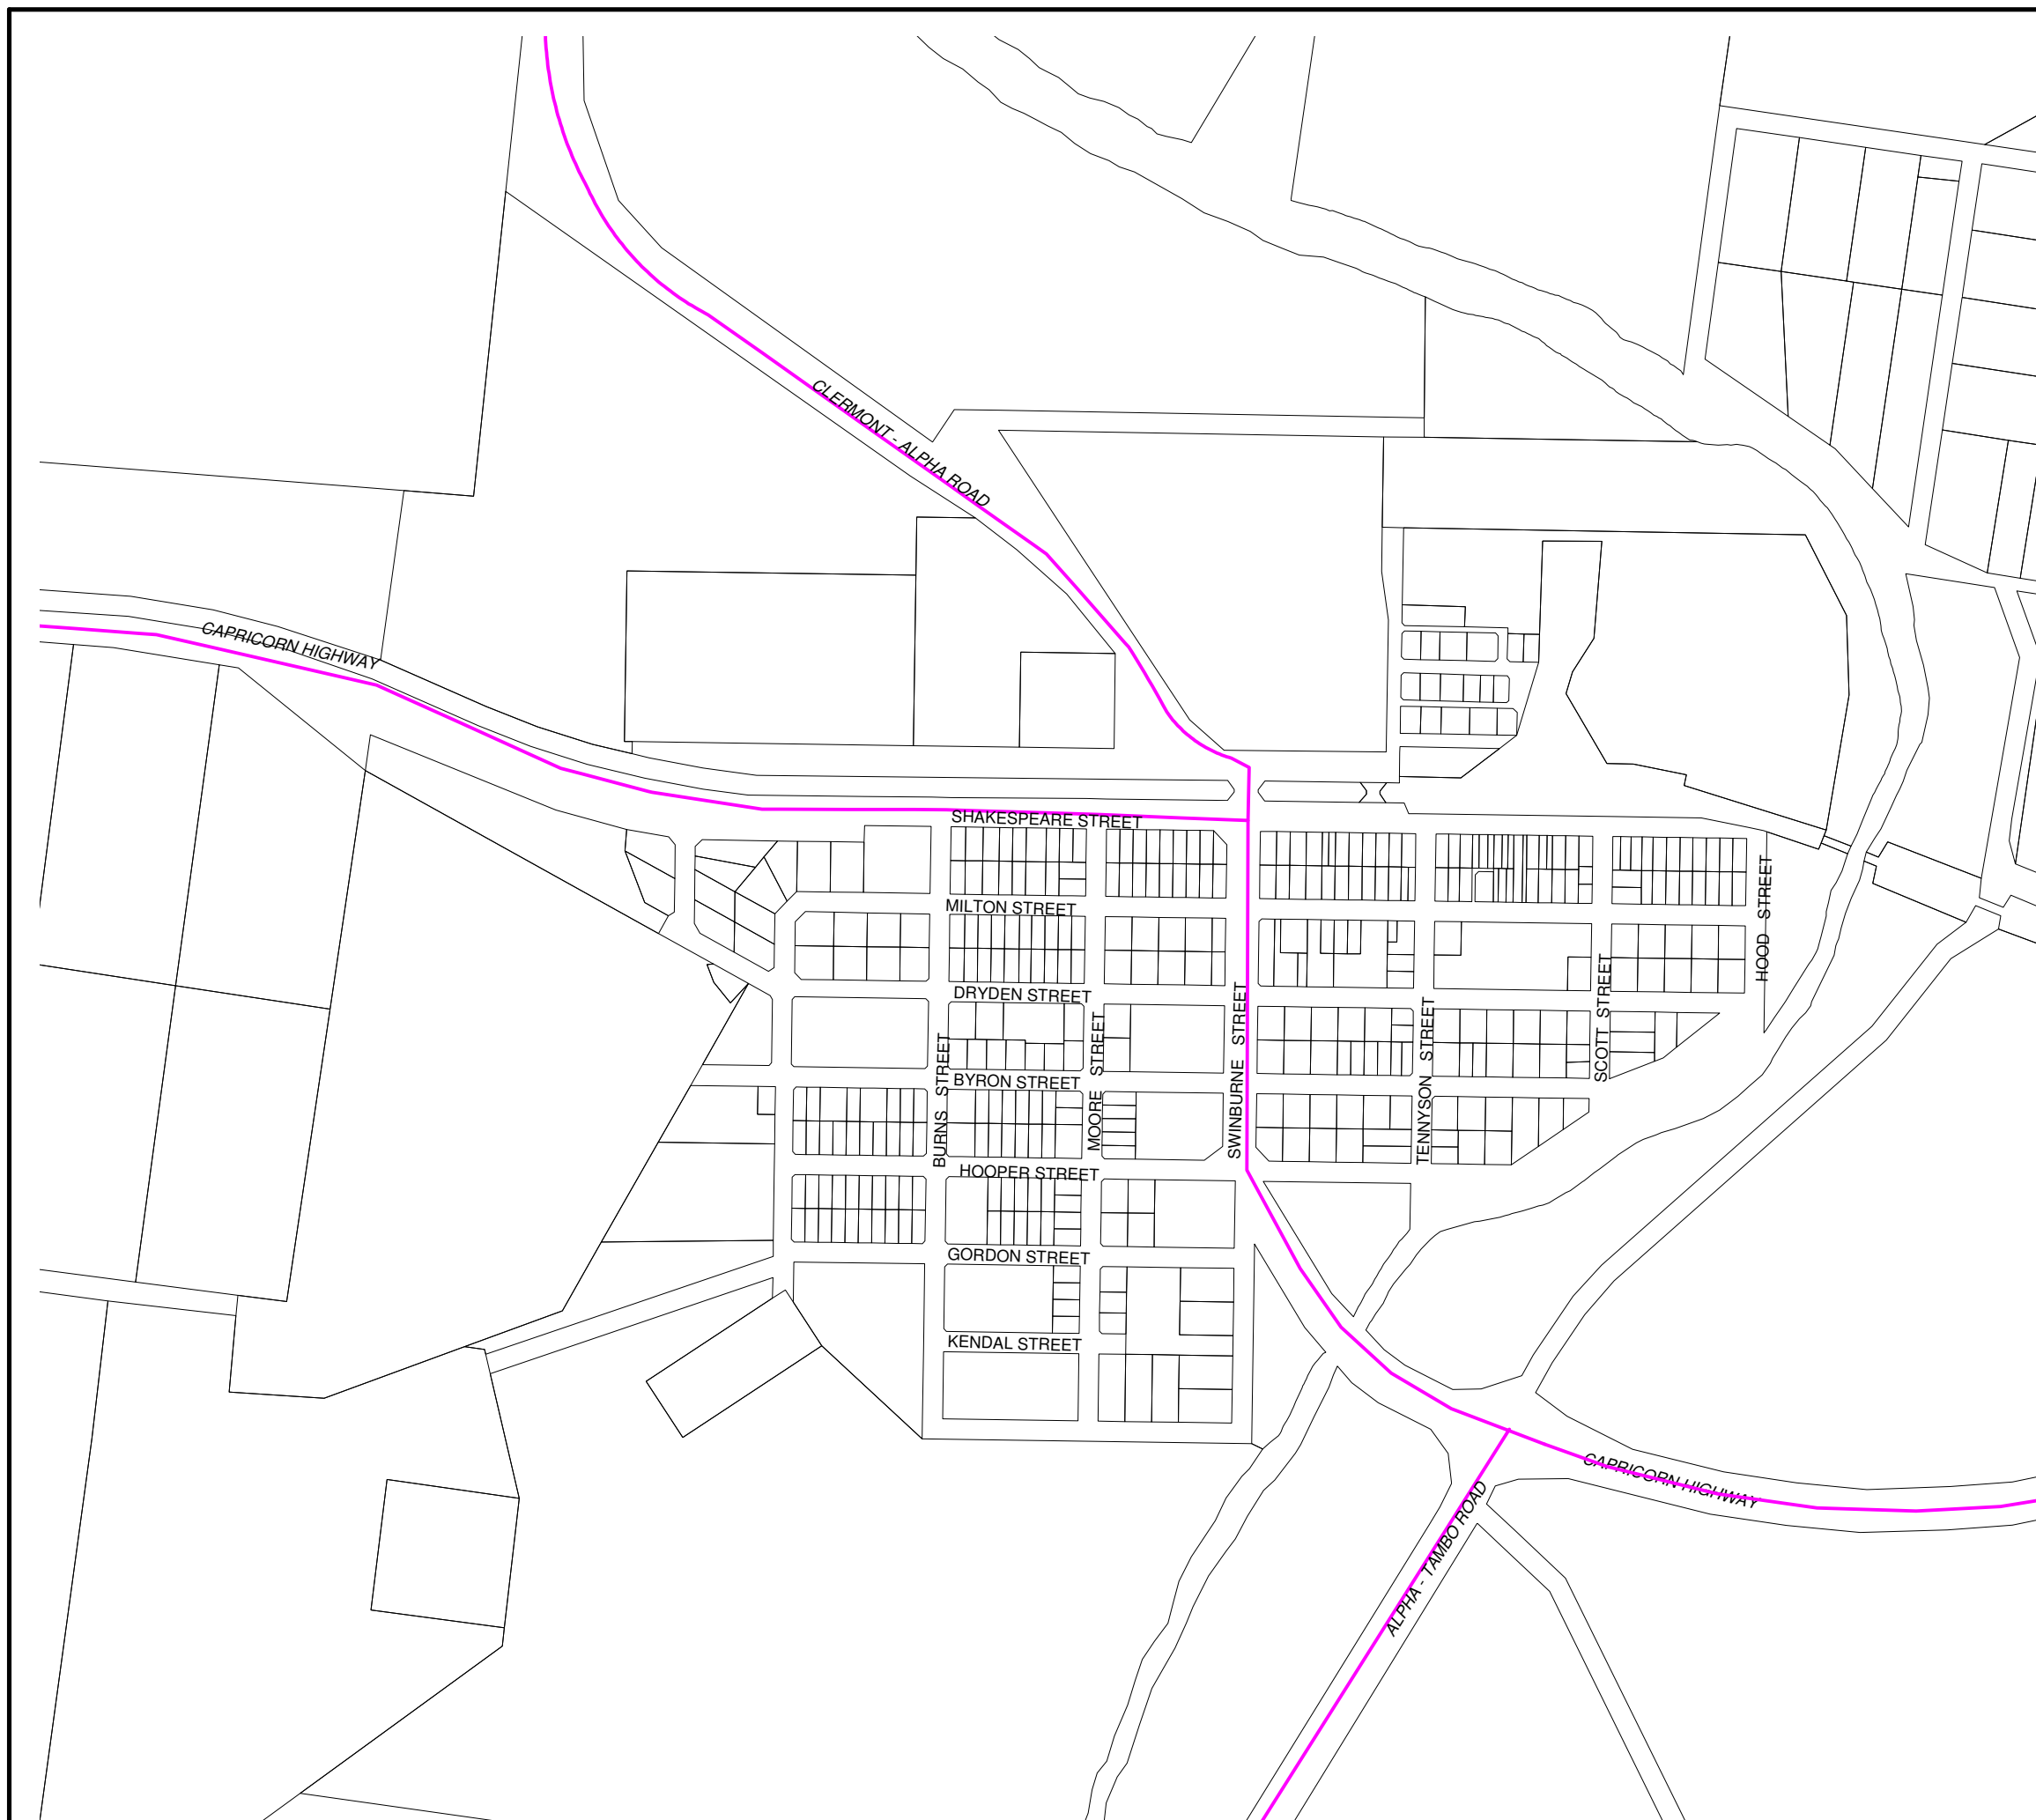 CLERMONT - ALPHA ROAD
CAPRICORN HIGHWAY
SHAKESPEARE STREET
MILTON STREET
HOOD STREET
DRYDEN STREET
SCOTT STREET
SWINBURNE STREET
TENNYSON STREET
MOORE STREET
BURNS STREET
BYRON STREET
HOOPER STREET
GORDON STREET
KENDAL STREET
CAPRICORN HIGHWAY
ALPHA - TAMBO ROAD